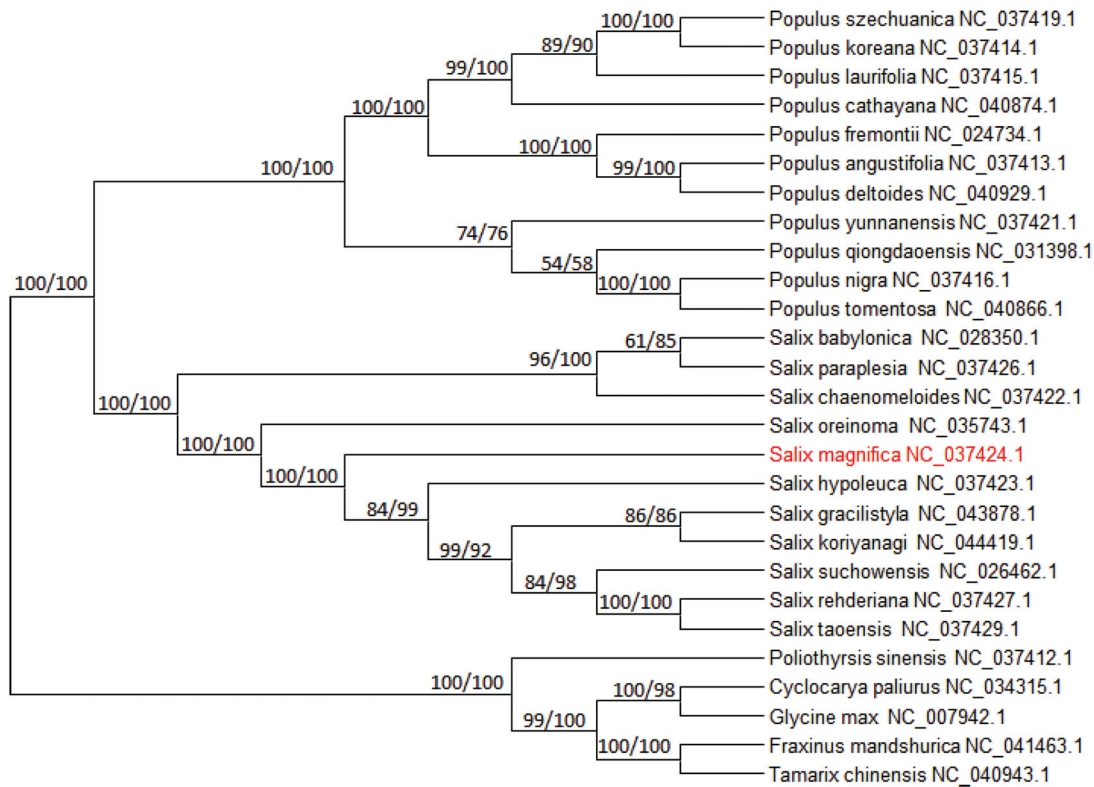 100/100
Populus szechuanica NC_037419.1
89/90
Populus koreana NC_037414.1
99/100
Populus laurifolia NC_037415.1
100/100
Populus cathayana NC_040874.1
Populus fremontii NC_024734.1
100/100
100/100
99/100
Populus angustifolia NC_037413.1
Populus deltoides NC_040929.1
74/76
Populus yunnanensis NC_037421.1
54/58
Populus qiongdaoensis NC_031398.1
100/100
100/100
Populus nigra NC_037416.1
Populus tomentosa NC_040866.1
61/85
Salix babylonica NC_028350.1
96/100
Salix paraplesia NC_037426.1
100/100
Salix chaenomeloides NC_037422.1
Salix oreinoma NC_035743.1
100/100
Salix magnifica NC_037424.1
100/100
Salix hypoleuca NC_037423.1
84/99
86/86
Salix gracilistyla NC_043878.1
99/92
Salix koriyanagi NC_044419.1
84/98
Salix suchowensis NC_026462.1
100/100
Salix rehderiana NC_037427.1
Salix taoensis NC_037429.1
Poliothyrsis sinensis NC_037412.1
100/100
100/98
Cyclocarya paliurus NC_034315.1
99/100
Glycine max NC_007942.1
100/100
Fraxinus mandshurica NC_041463.1
Tamarix chinensis NC_040943.1